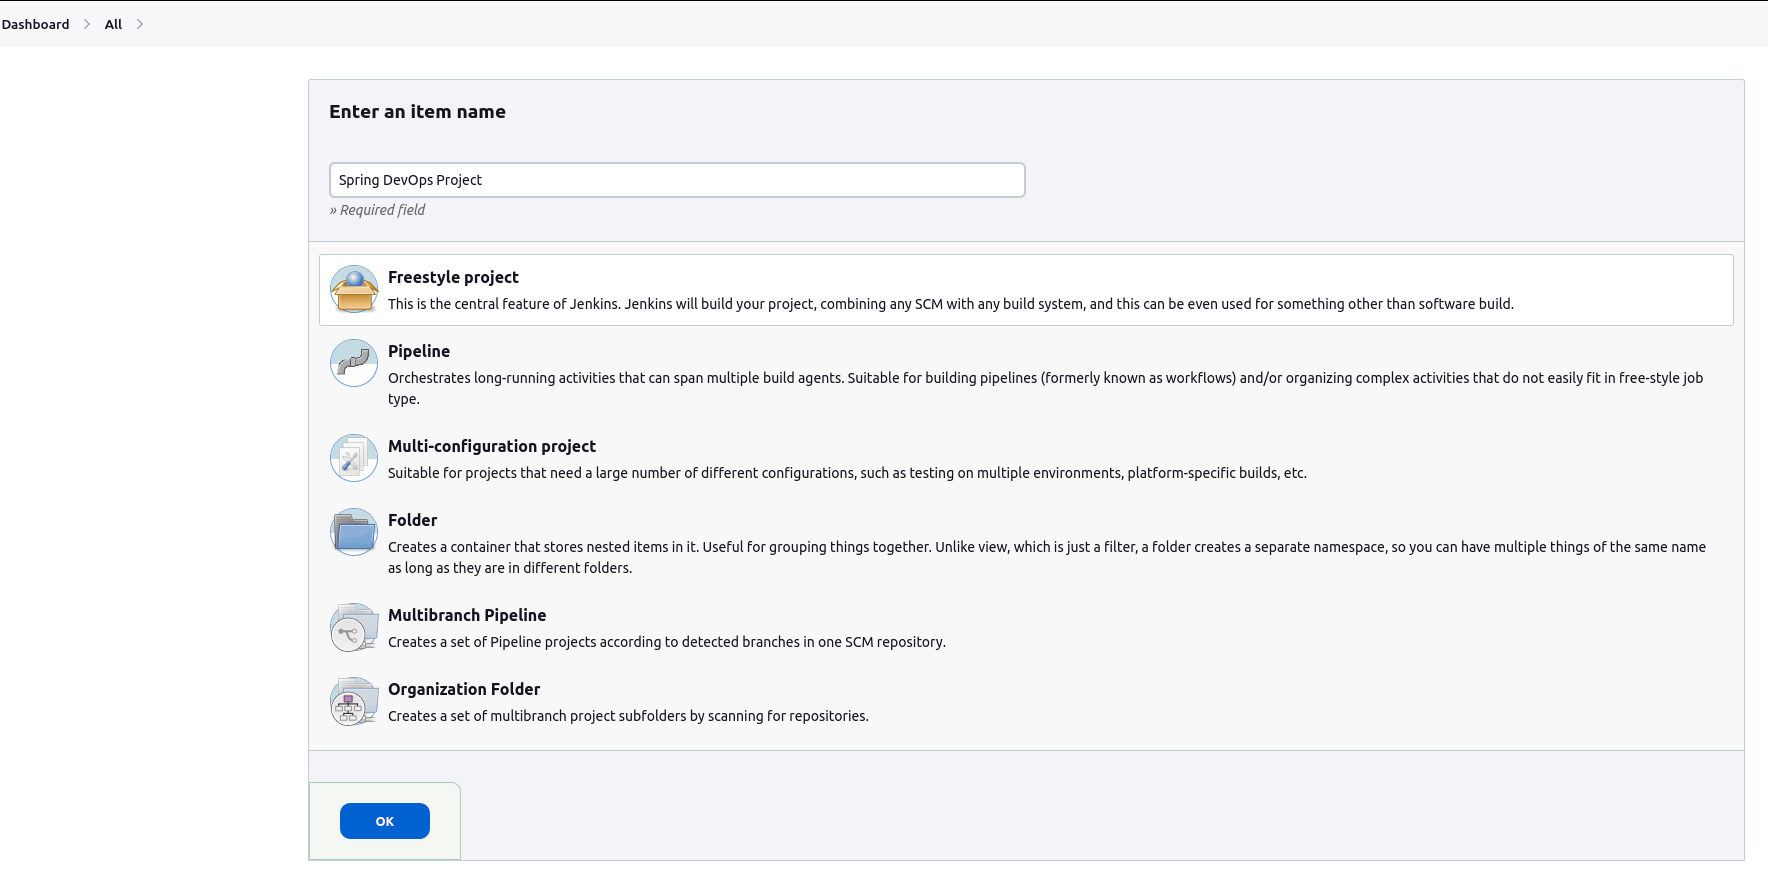 Dashboard > All >
Enter an item name
Spring DevOps Project
» Required field
Freestyle project
This is the central feature of Jenkins. Jenkins will build your project, combining any SCM with any build system, and this can be even used for something other than software build.
Pipeline
Orchestrates long-running activities that can span multiple build agents. Suitable for building pipelines (formerly known as workflows) and/or organizing complex activities that do not easily fit in free-style job
type.
Multi-configuration project
Suitable for projects that need a large number of different configurations, such as testing on multiple environments, platform-specific builds, etc.
Folder
Creates a container that stores nested items in it. Useful for grouping things together. Unlike view, which is just a filter, a folder creates a separate namespace, so you can have multiple things of the same name
as long as they are in different folders.
Multibranch Pipeline
Creates a set of Pipeline projects according to detected branches in one SCM repository.
Organization Folder
Creates a set of multibranch project subfolders by scanning for repositories.
OK